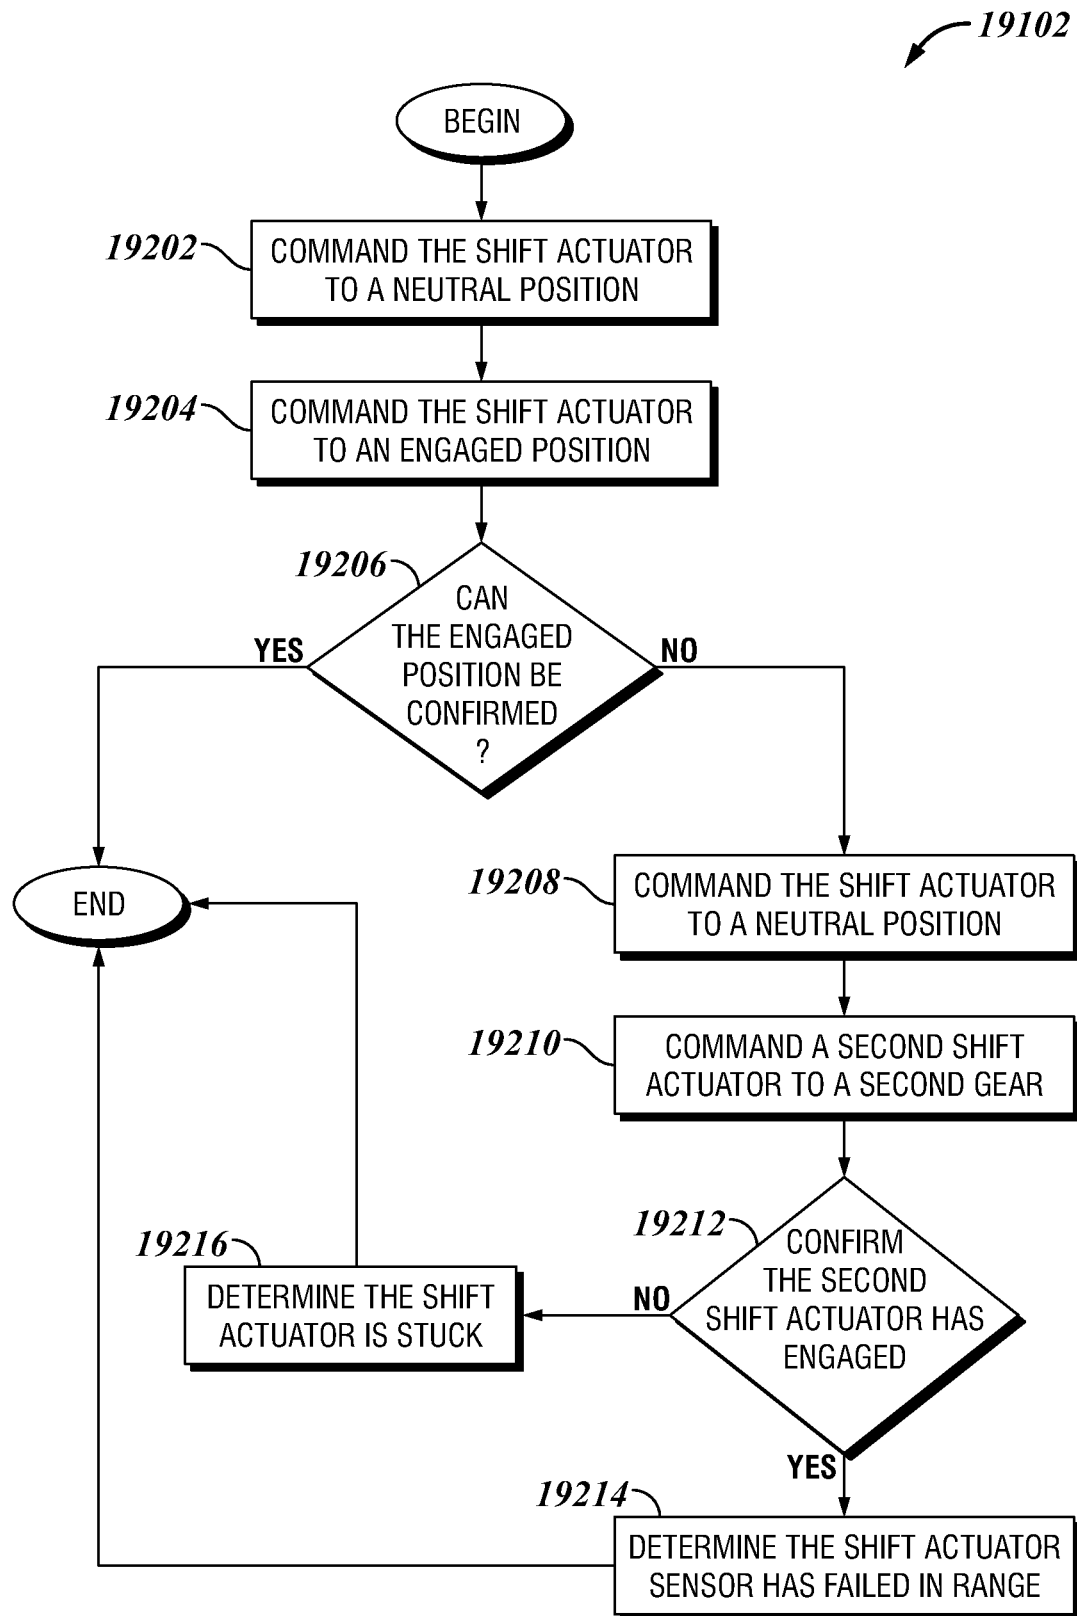 19102
BEGIN
19202
COMMAND THE SHIFT ACTUATOR
TO A NEUTRAL POSITION
19204
COMMAND THE SHIFT ACTUATOR
TO AN ENGAGED POSITION
19206
CAN
THE ENGAGED
POSITION BE
CONFIRMED
?
YES
NO
END
19208
COMMAND THE SHIFT ACTUATOR
TO A NEUTRAL POSITION
19210
COMMAND A SECOND SHIFT
ACTUATOR TO A SECOND GEAR
19212
CONFIRM
THE SECOND
SHIFT ACTUATOR HAS
ENGAGED
NO
19216
DETERMINE THE SHIFT
ACTUATOR IS STUCK
YES
19214
DETERMINE THE SHIFT ACTUATOR
SENSOR HAS FAILED IN RANGE